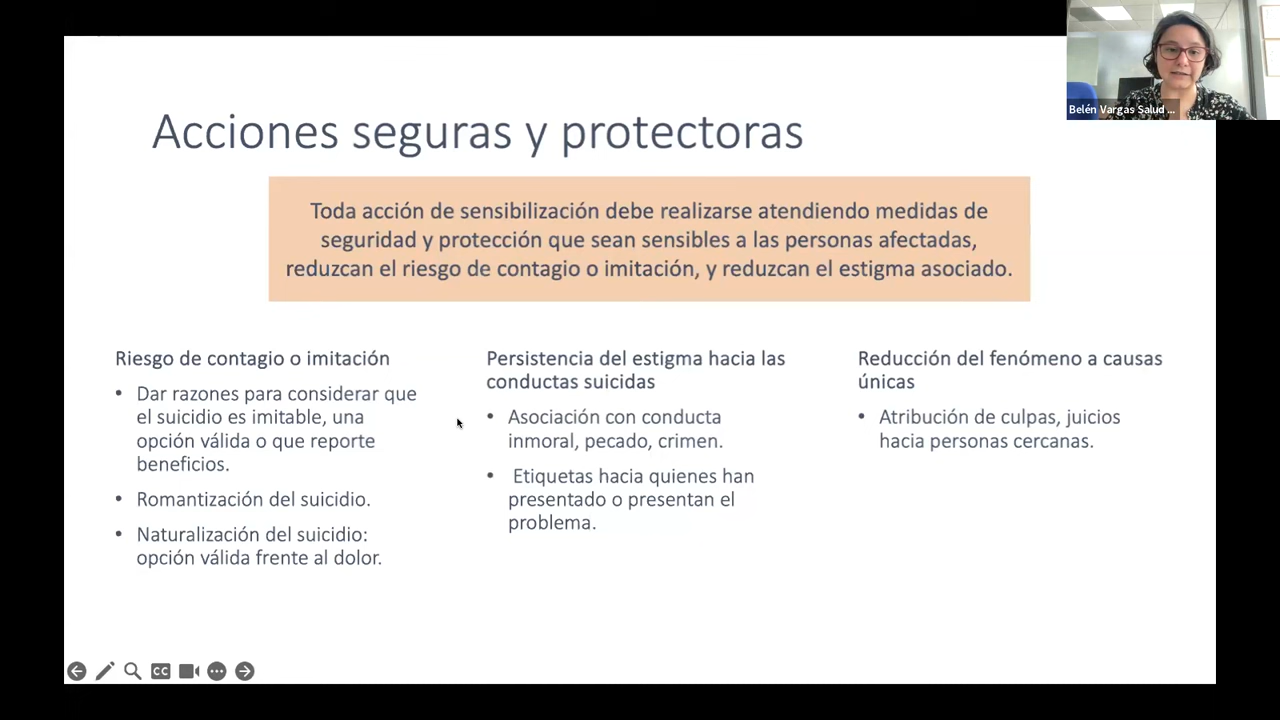 Belén Vargas Salud ...
Acciones seguras y protectoras
Toda acción de sensibilización debe realizarse atendiendo medidas de
seguridad y protección que sean sensibles a las personas afectadas,
reduzcan el riesgo de contagio o imitación, y reduzcan el estigma asociado.
Riesgo de contagio o imitación
• Dar razones para considerar que
el suicidio es imitable, una
opción válida o que reporte
beneficios.
• Romantización del suicidio.
• Naturalización del suicidio:
opción válida frente al dolor.
Persistencia del estigma hacia las
conductas suicidas
• Asociación con conducta
inmoral, pecado, crimen.
• Etiquetas hacia quienes han
presentado o presentan el
problema.
Reducción del fenómeno a causas
únicas
• Atribución de culpas, juicios
hacia personas cercanas.
CC